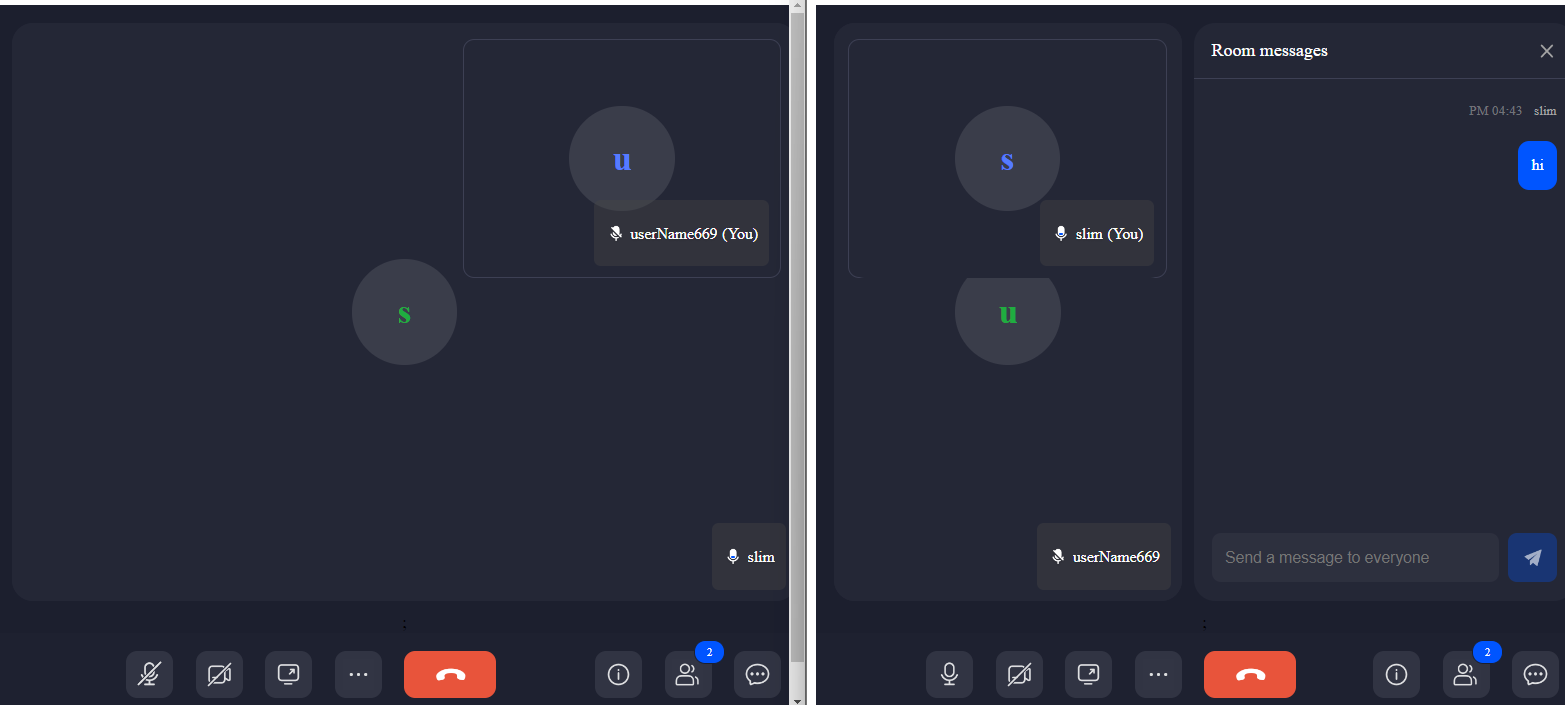 u
userName669 (You)
s
slim
;
2
s
slim (You)
u
userName669
Room messages
PM 04:43 slim
hi
Send a message to everyone
;
2